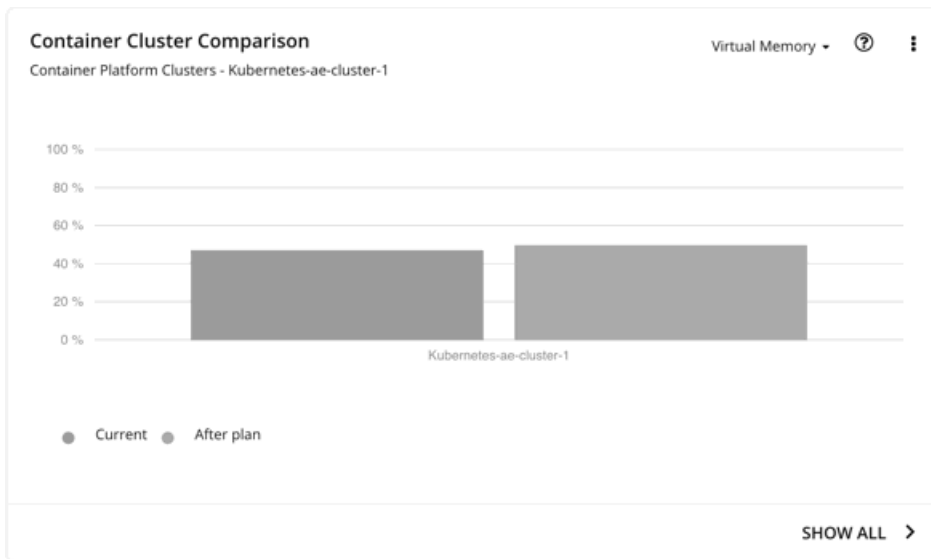 Container Cluster Comparison
Virtual Memory
Container Platform Clusters - Kubernetes-ae-cluster-1
100 %
80 %
60 %
40 %
20 %
0 %
Kubernetes-ae-cluster-1
Current After plan
SHOW ALL